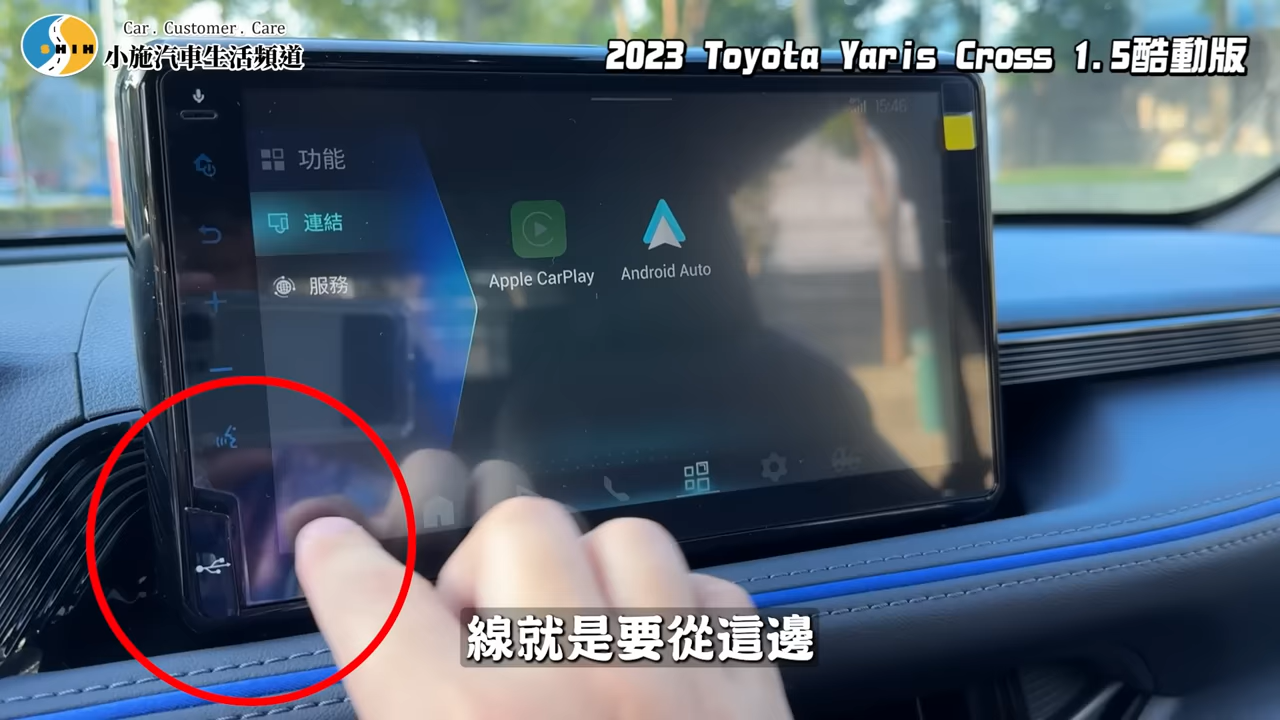 Car . Customer . Care
SHIH
小施汽車生活頻道
2023 Toyota Yaris Cross 1.5酷動版
15:46
功能
連結
服務
Apple CarPlay
Android Auto
線就是要從這邊